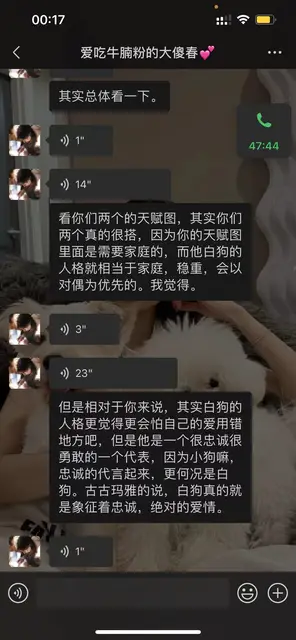 00:17
爱吃牛腩粉的大傻春💕
其实总体看一下。
47:44
1"
14"
看你们两个的天赋图，其实你们
两个真的很搭，因为你的天赋图
里面是需要家庭的，而他白狗的
人格就相当于家庭，稳重，会以
对偶为优先的。我觉得。
3"
23"
但是相对于你来说，其实白狗的
人格更觉得更会怕自己的爱用错
地方吧，但是他是一个很忠诚很
勇敢的一个代表，因为小狗嘛，
忠诚的代言起来，更何况是白
狗。古古玛雅的说，白狗真的就
是象征着忠诚，绝对的爱情。
1"